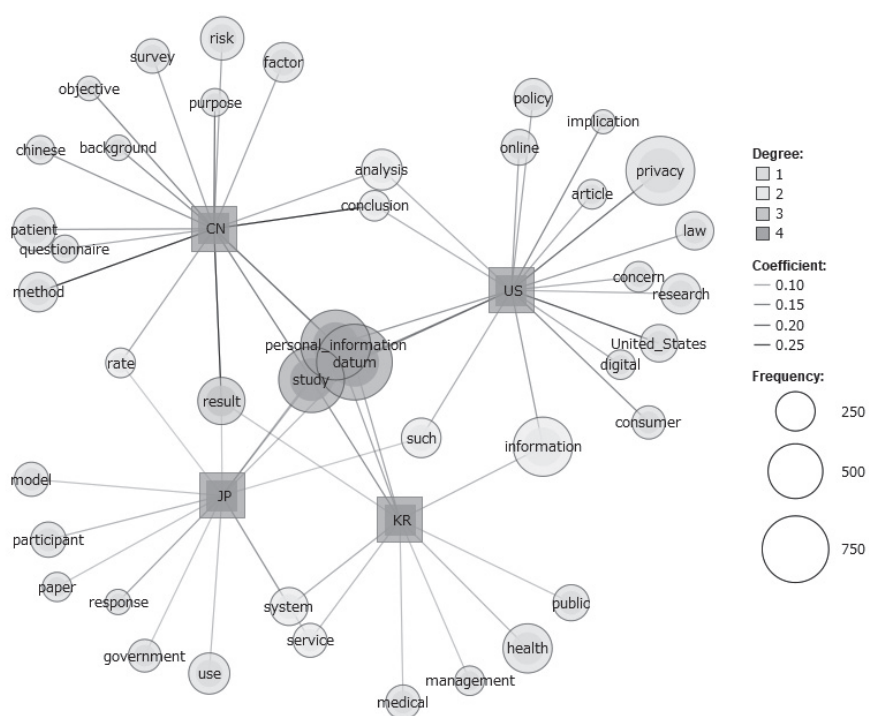 risk
survey
factor
objective
purpose
policy
implication
chinese
background
online
analysis
privacy
article
conclusion
CN
patient
questionnaire
law
concern
method
US
research
personal_information
United_States
datum
rate
digital
study
result
consumer
such
information
model
JP
KR
participant
paper
response
system
public
service
government
health
use
management
medical
Degree:
1
2
3
4
Coefficient:
0.10
0.15
0.20
0.25
Frequency:
250
500
750